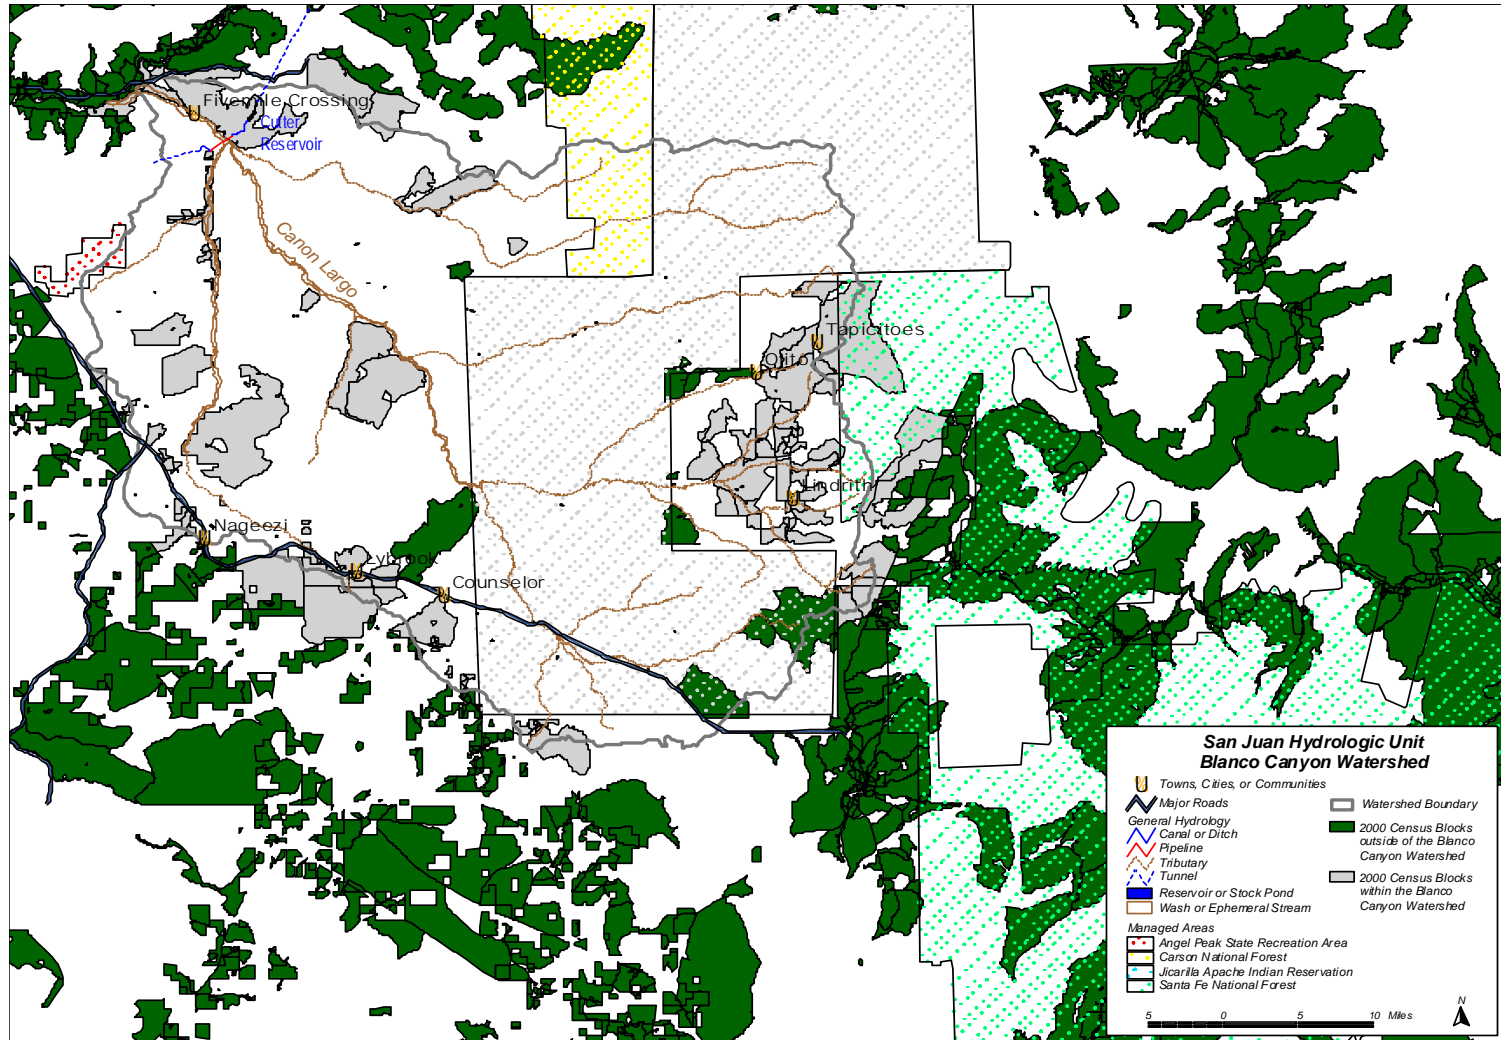 Fivemile Crossing
Cutter
Reservoir
Canon Largo
Tapicitoes
Ojito
Lindrith
Nageezi
Lybrook
Counselor
San Juan Hydrologic Unit
Blanco Canyon Watershed
Towns, Cities, or Communities
Major Roads
General Hydrology
Canal or Ditch
Pipeline
Tributary
Tunnel
Reservoir or Stock Pond
Wash or Ephemeral Stream
Watershed Boundary
2000 Census Blocks
outside of the Blanco
Canyon Watershed
2000 Census Blocks
within the Blanco
Canyon Watershed
Managed Areas
Angel Peak State Recreation Area
Carson National Forest
Jicarilla Apache Indian Reservation
Santa Fe National Forest
5 0 5 10 Miles
N